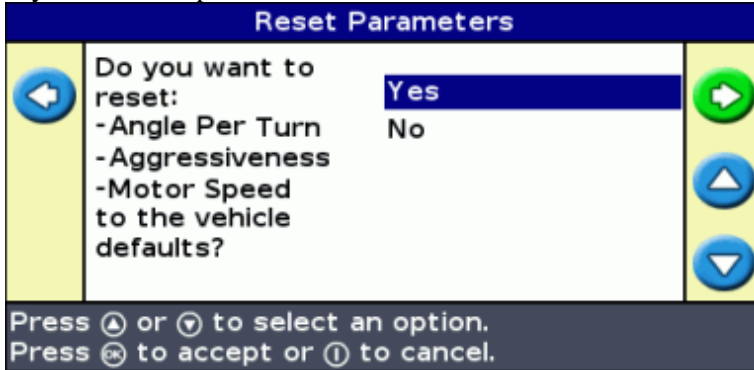 Reset Parameters
Do you want to
reset:
-Angle Per Turn
-Aggressiveness
-Motor Speed
to the vehicle
defaults?
Yes
No
Press or to select an option.
Press OK to accept or to cancel.